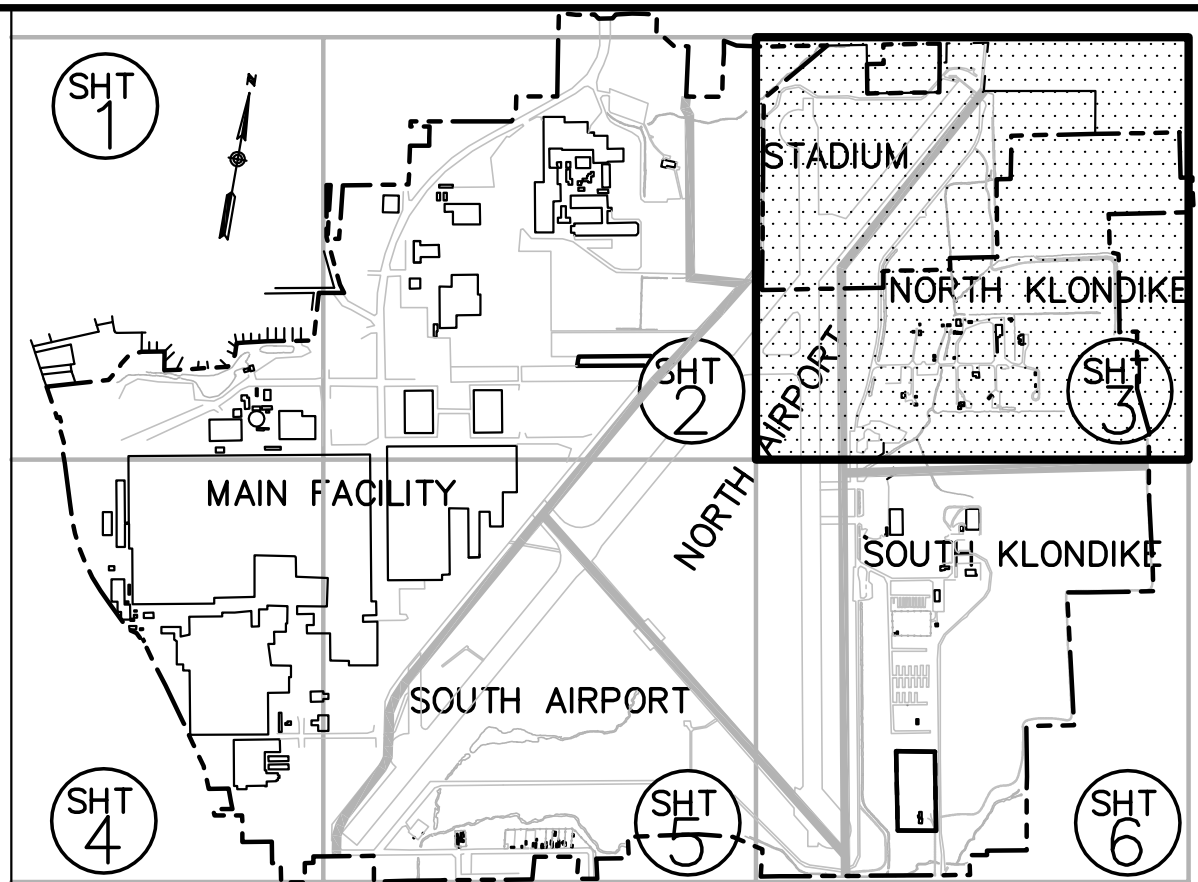 SHT
1
N
STADIUM
NORTH KLONDIKE
SHT
2
SHT
3
NORTH AIRPORT
MAIN FACILITY
SOUTH KLONDIKE
SOUTH AIRPORT
SHT
4
SHT
5
SHT
6